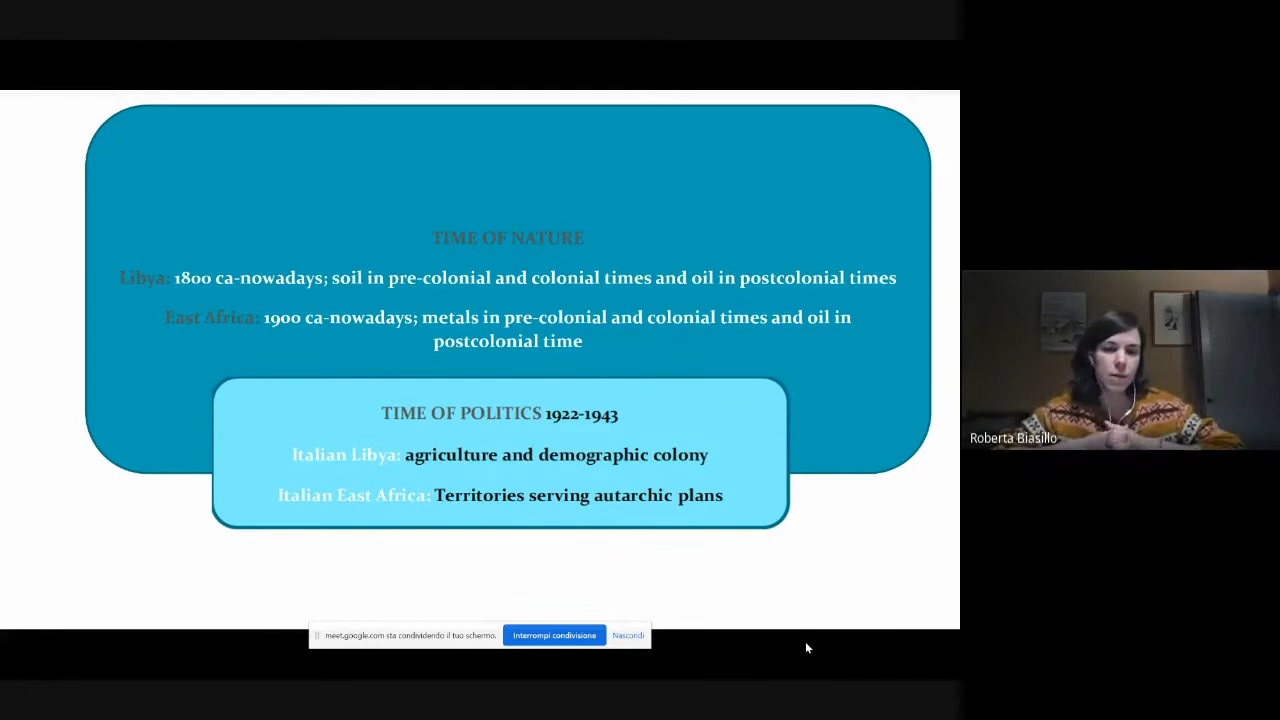 TIME OF NATURE
Libya: 1800 ca-nowadays; soil in pre-colonial and colonial times and oil in postcolonial times
East Africa: 1900 ca-nowadays; metals in pre-colonial and colonial times and oil in
postcolonial time
TIME OF POLITICS 1922-1943
Italian Libya: agriculture and demographic colony
Italian East Africa: Territories serving autarchic plans
Roberta Biasillo
meet.google.com sta condividendo il tuo schermo. Interrompi condivisione Nascondi